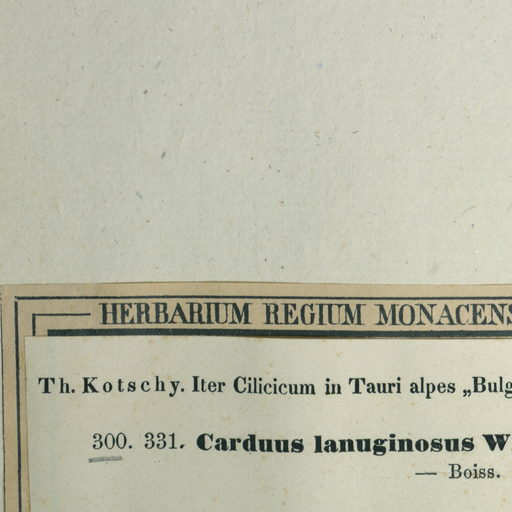 HERBARIUM REGIUM MONACENS
Th. Kotschy. Iter Cilicicum in Tauri alpes „Bulg
300. 331. Carduus lanuginosus W
— Boiss.